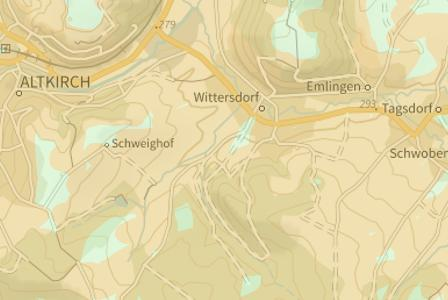 279
ALTKIRCH
Wittersdorf
Emlingen
293
Tagsdorf
Schweighof
Schwober